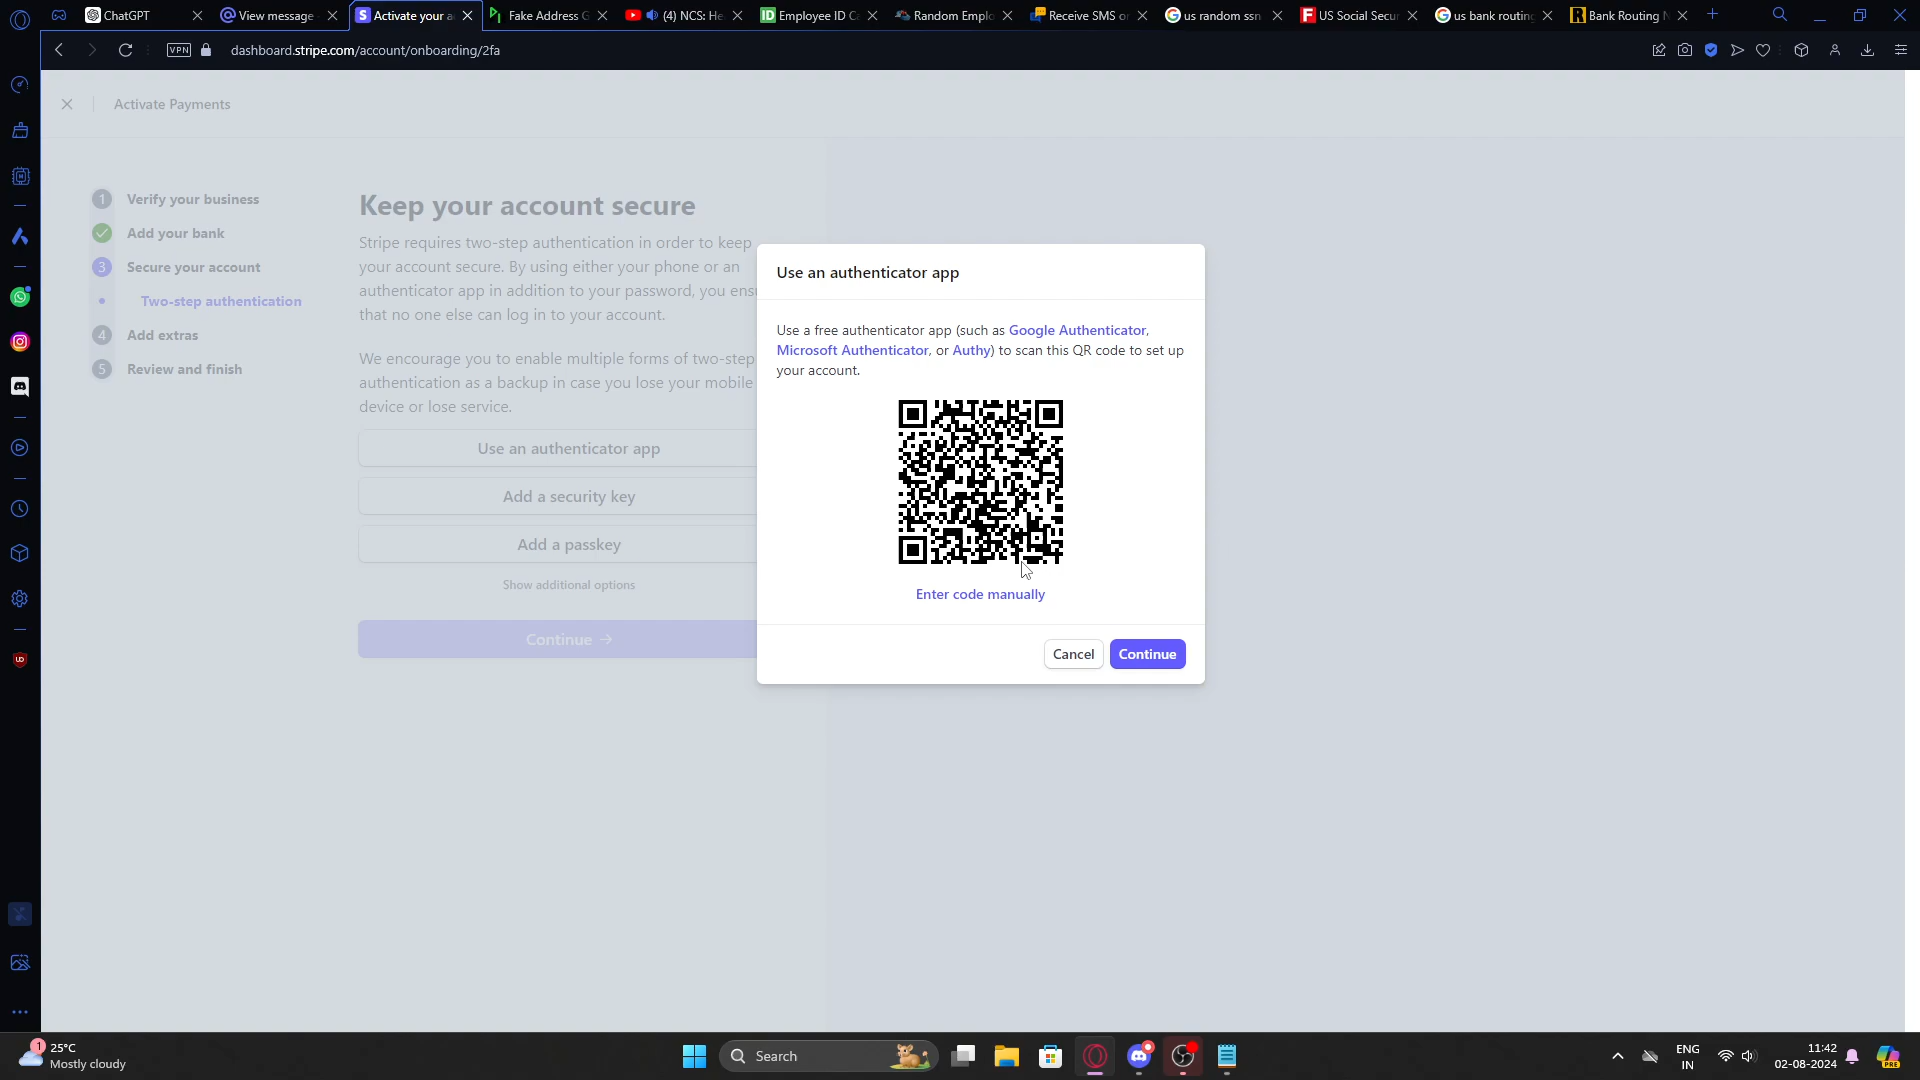 ChatGPT
View message
Activate your a
Fake Address G
(4) NCS: He
Employee ID C
Random Emplo
Receive SMS o
us random ssn
US Social Secur
us bank routing
Bank Routing N
VPN
dashboard.stripe.com/account/onboarding/2fa
Activate Payments
1 Verify your business
Add your bank
3 Secure your account
Two-step authentication
4 Add extras
5 Review and finish
Keep your account secure
Stripe requires two-step authentication in order to keep
your account secure. By using either your phone or an
authenticator app in addition to your password, you ensu
that no one else can log in to your account.
We encourage you to enable multiple forms of two-step
authentication as a backup in case you lose your mobile
device or lose service.
Use an authenticator app
Add a security key
Add a passkey
Show additional options
Continue →
Use an authenticator app
Use a free authenticator app (such as Google Authenticator,
Microsoft Authenticator, or Authy) to scan this QR code to set up
your account.
Enter code manually
Cancel
Continue
1
25°C
Mostly cloudy
Search
ENG
IN
11:42
02-08-2024
PRE